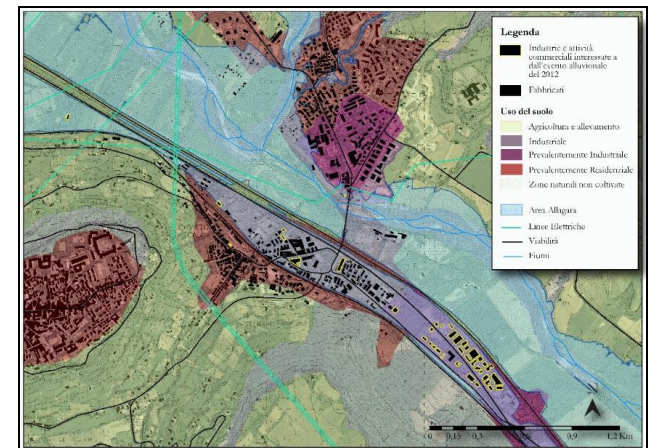 Legenda
Industrie e attività
commerciali interessate a
dall'evento alluvionale
del 2012
Fabbricati
Uso del suolo
Agricoltura e allevamento
Industriale
Prevalentemente Industriale
Prevalentemente Residenziale
Zone naturali non coltivate
Area Allagata
Linee Elettriche
Viabilità
Fiumi
N
0 0,15 0,3 0,6 0,9 1,2 Km